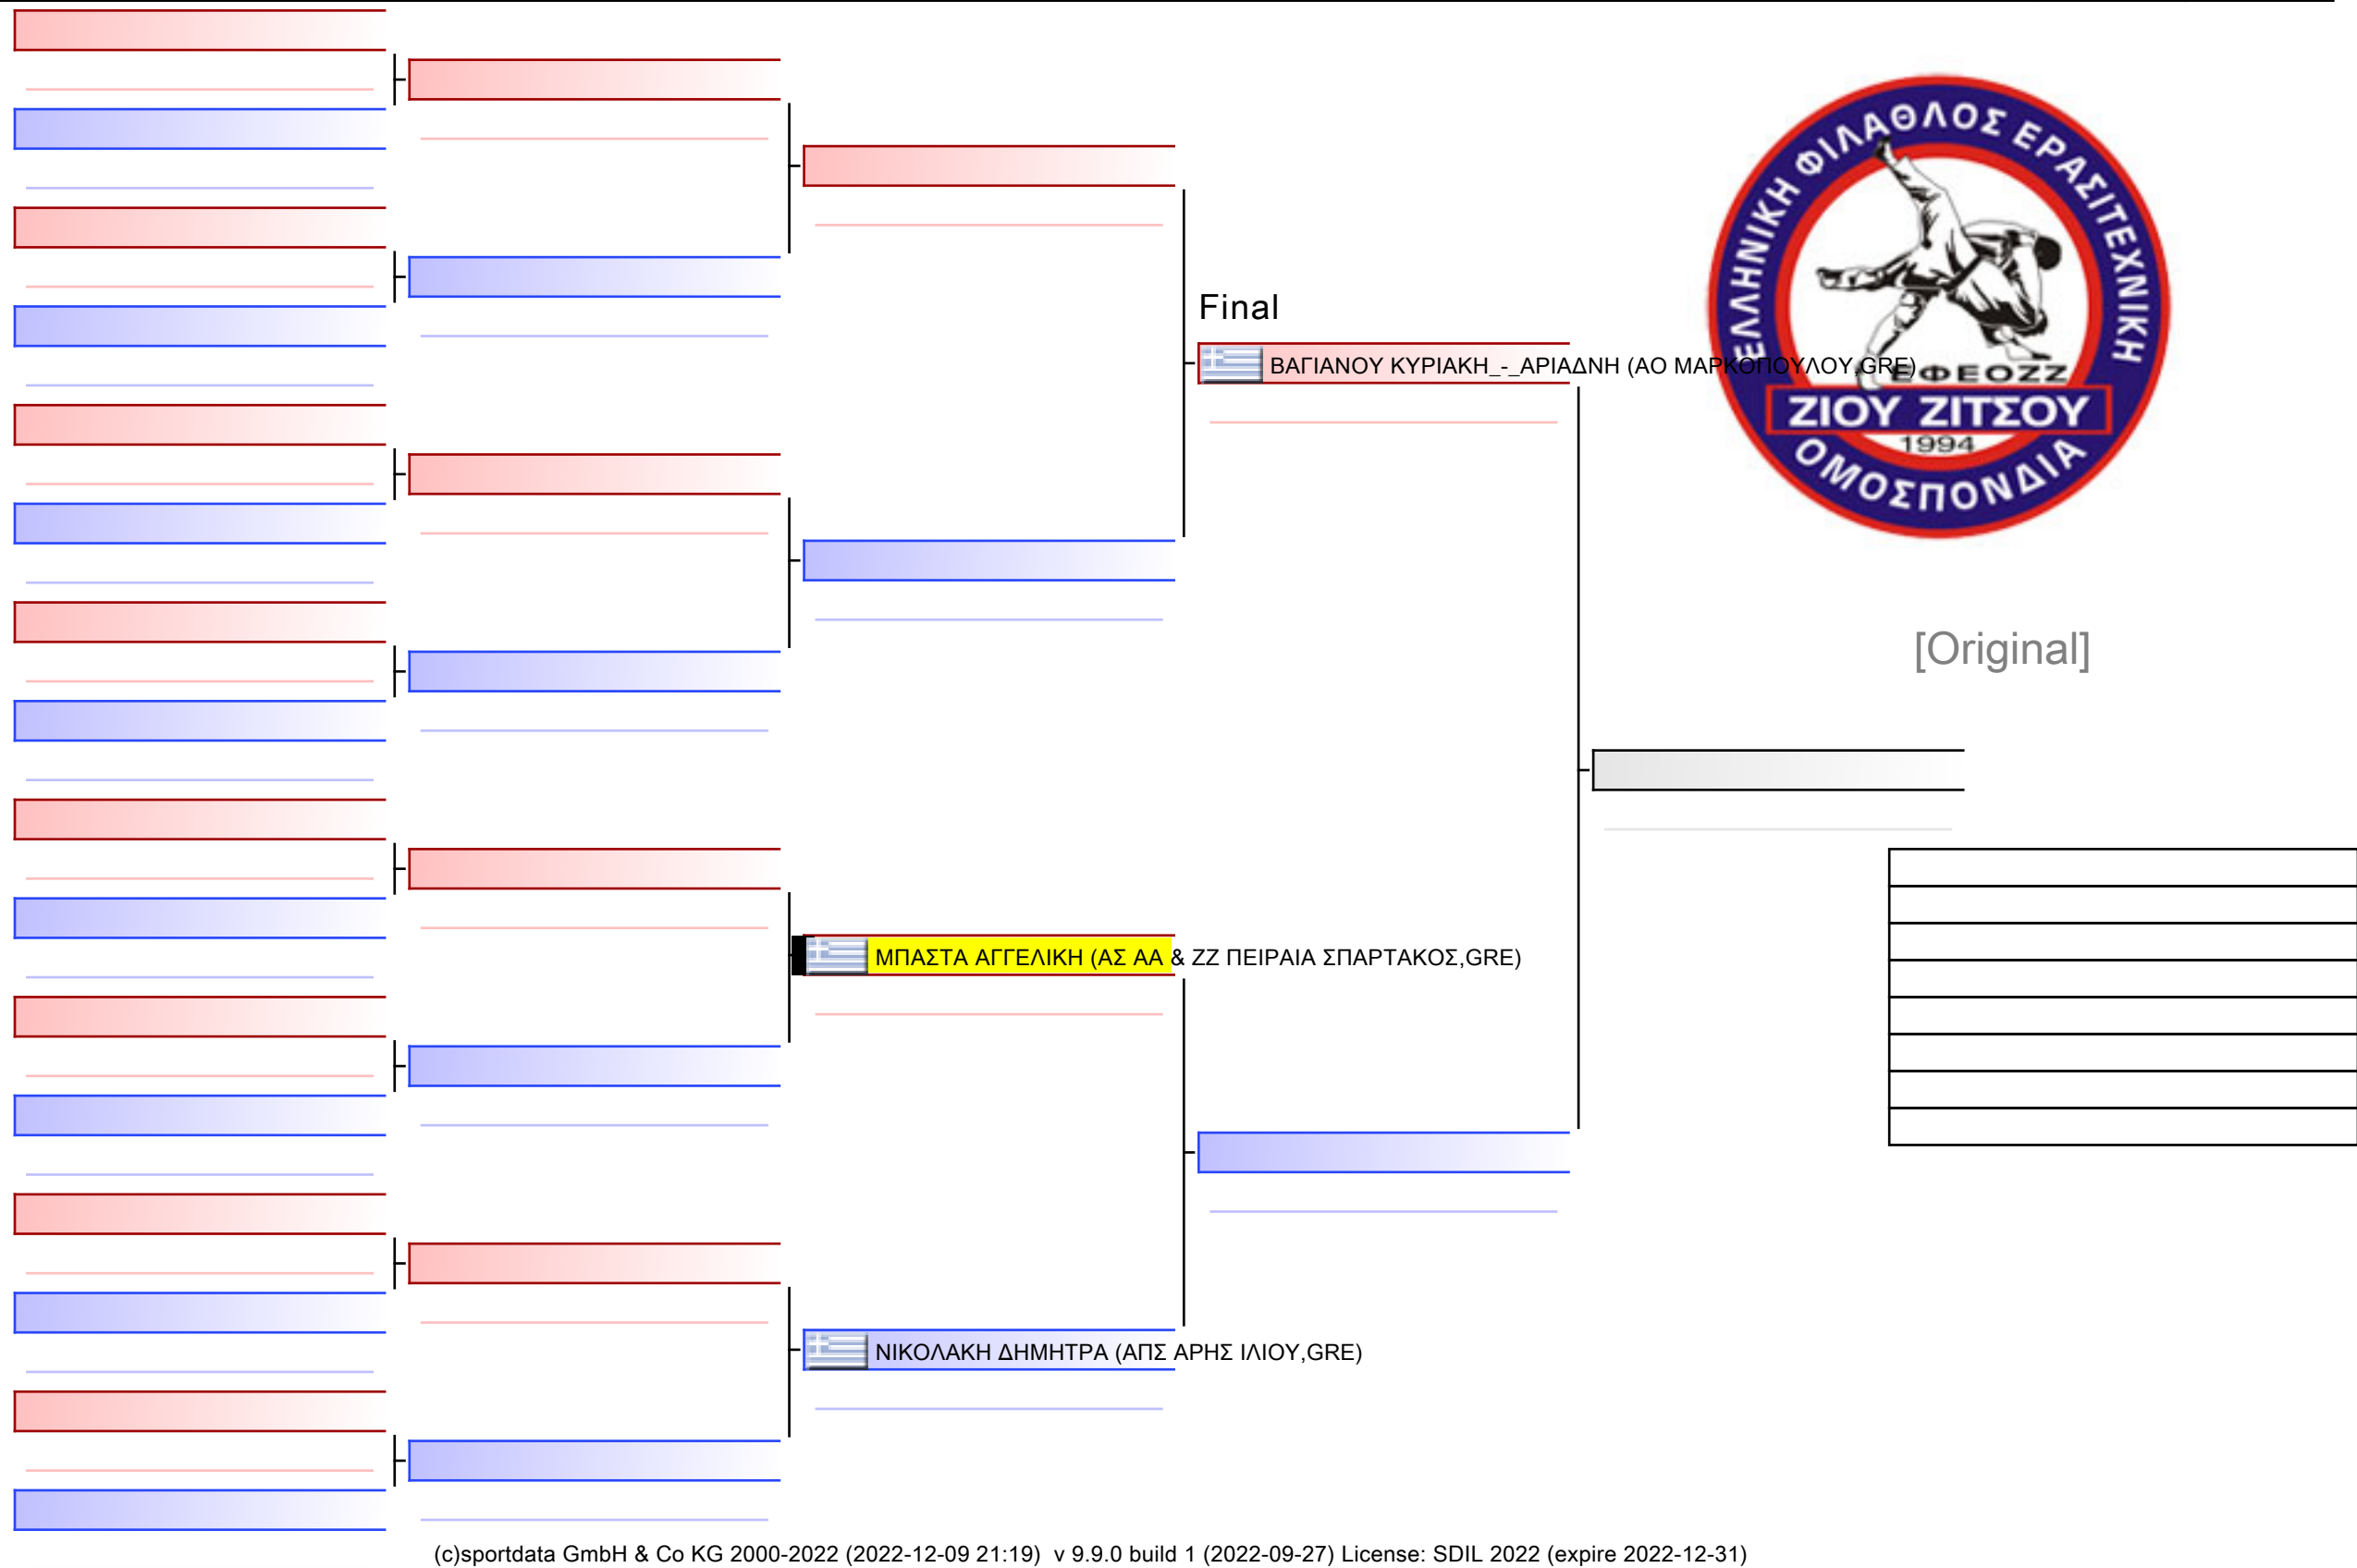 ΕΛΛΗΝΙΚΗ ΦΙΛΑΘΛΟΣ ΕΡΑΣΙΤΕΧΝΙΚΗ
Final
ΒΑΓΙΑΝΟΥ ΚΥΡΙΑΚΗ_-_ΑΡΙΑΔΝΗ (ΑΟ ΜΑΡΚΟΠΟΥΛΟΥ,GRE)
ΕΦΕΟΖΖ
ΖΙΟΥ ΖΙΤΣΟΥ
1994
ΟΜΟΣΠΟΝΔΙΑ
[Original]
ΜΠΑΣΤΑ ΑΓΓΕΛΙΚΗ (ΑΣ ΑΑ & ΖΖ ΠΕΙΡΑΙΑ ΣΠΑΡΤΑΚΟΣ,GRE)
ΝΙΚΟΛΑΚΗ ΔΗΜΗΤΡΑ (ΑΠΣ ΑΡΗΣ ΙΛΙΟΥ,GRE)
(c)sportdata GmbH & Co KG 2000-2022 (2022-12-09 21:19) v 9.9.0 build 1 (2022-09-27) License: SDIL 2022 (expire 2022-12-31)